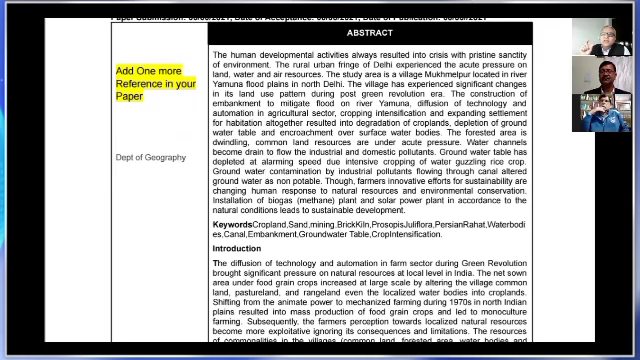 ABSTRACT
Add One more
Reference in your
Paper
Dept of Geography
The human developmental activities always resulted into crisis with pristine sanctity
of environment. The rural urban fringe of Delhi experienced the acute pressure on
land, water and air resources. The study area is a village Mukhmelpur located in river
Yamuna flood plains in north Delhi. The village has experienced significant changes
in its land use pattern during post green revolution era. The construction of
embankment to mitigate flood on river Yamuna, diffusion of technology and
automation in agricultural sector, cropping intensification and expanding settlement
for habitation altogether resulted into degradation of croplands, depletion of ground
water table and encroachment over surface water bodies. The forested area is
dwindling, common land resources are under acute pressure. Water channels
become drain to flow the industrial and domestic pollutants. Ground water table has
depleted at alarming speed due intensive cropping of water guzzling rice crop.
Ground water contamination by industrial pollutants flowing through canal altered
ground water as non potable. Though, farmers innovative efforts for sustainability are
changing human response to natural resources and environmental conservation.
Installation of biogas (methane) plant and solar power plant in accordance to the
natural conditions leads to sustainable development.
KeywordsCropland,Sand,mining,BrickKiln,ProsopisJuliflora,PersianRahat,Waterbodi
es,Canal,Embankment,GroundwaterTable,CropIntensification.
Introduction
The diffusion of technology and automation in farm sector during Green Revolution
brought significant pressure on natural resources at local level in India. The net sown
area under food grain crops increased at large scale by altering the village common
land, pastureland, and rangeland even the localized water bodies into croplands.
Shifting from the animate power to mechanized farming during 1970s in north Indian
plains resulted into mass production of food grain crops and led to monoculture
farming. Subsequently, the farmers perception towards localized natural resources
become more exploitative ignoring its consequences and limitations. The resources
of commonalities in the villages (common land, forested area, water bodies and